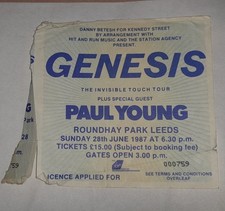 DANNY BETESH FOR KENNEDY STREET
BY ARRANGEMENT WITH
HIT AND RUN MUSIC AND THE STATION AGENCY
PRESENT.
GENESIS
THE INVISIBLE TOUCH TOUR
PLUS SPECIAL GUEST
PAUL YOUNG
ROUNDHAY PARK LEEDS
SUNDAY 28th JUNE 1987 AT 6.30 p.m.
TICKETS £15.00 (Subject to booking fee)
GATES OPEN 3.00 p.m.
000759
LICENCE APPLIED FOR
SEE TERMS AND CONDITIONS
OVERLEAF